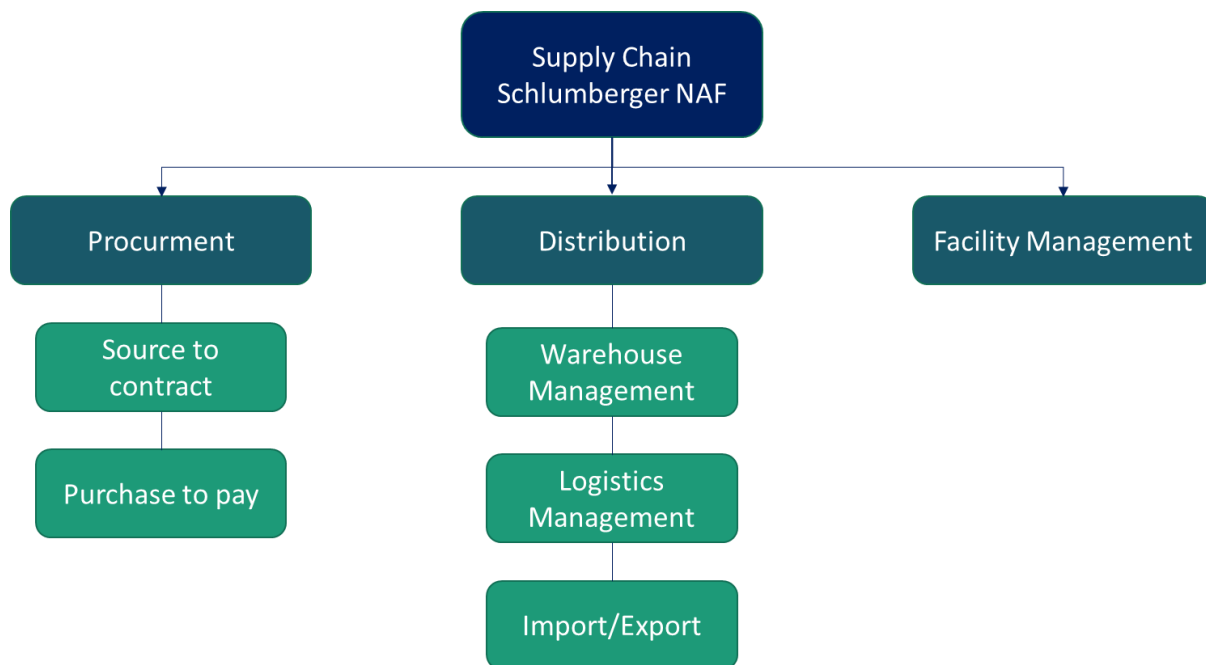 Supply Chain
Schlumberger NAF
Procurment
Distribution
Facility Management
Source to
contract
Warehouse
Management
Purchase to pay
Logistics
Management
Import/Export